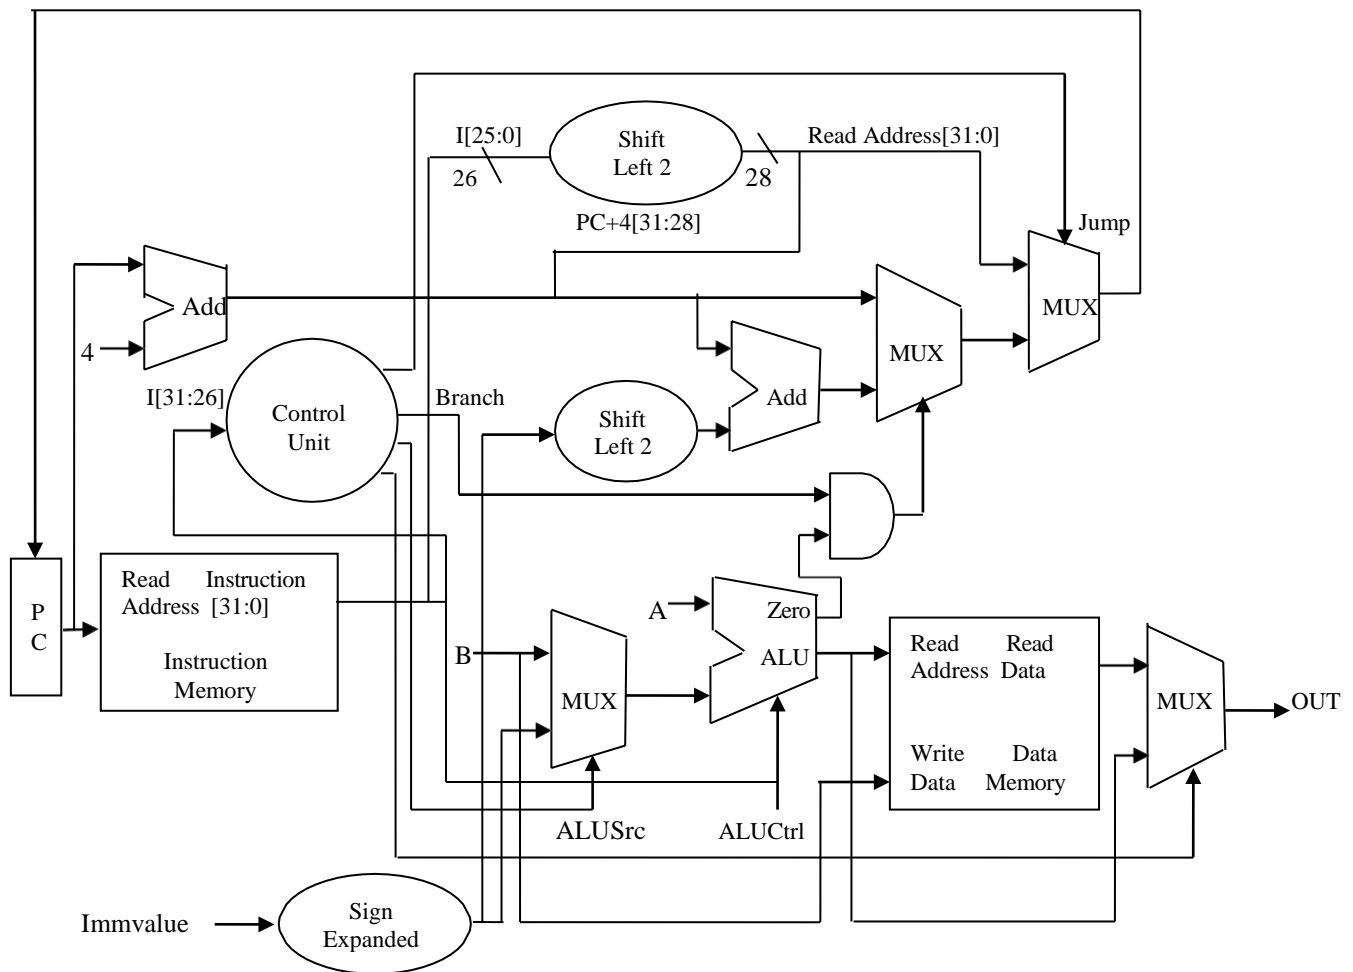 I[25:0]
Shift
Left 2
Read Address[31:0]
26
28
PC+4[31:28]
Jump
Add
MUX
4
MUX
I[31:26]
Control
Unit
Branch
Shift
Left 2
Add
P
C
Read Instruction
Address [31:0]
Instruction
Memory
A
Zero
B
ALU
MUX
Read Read
Address Data
Write Data
Data Memory
MUX
OUT
ALUSrc
ALUCtrl
Immvalue
Sign
Expanded